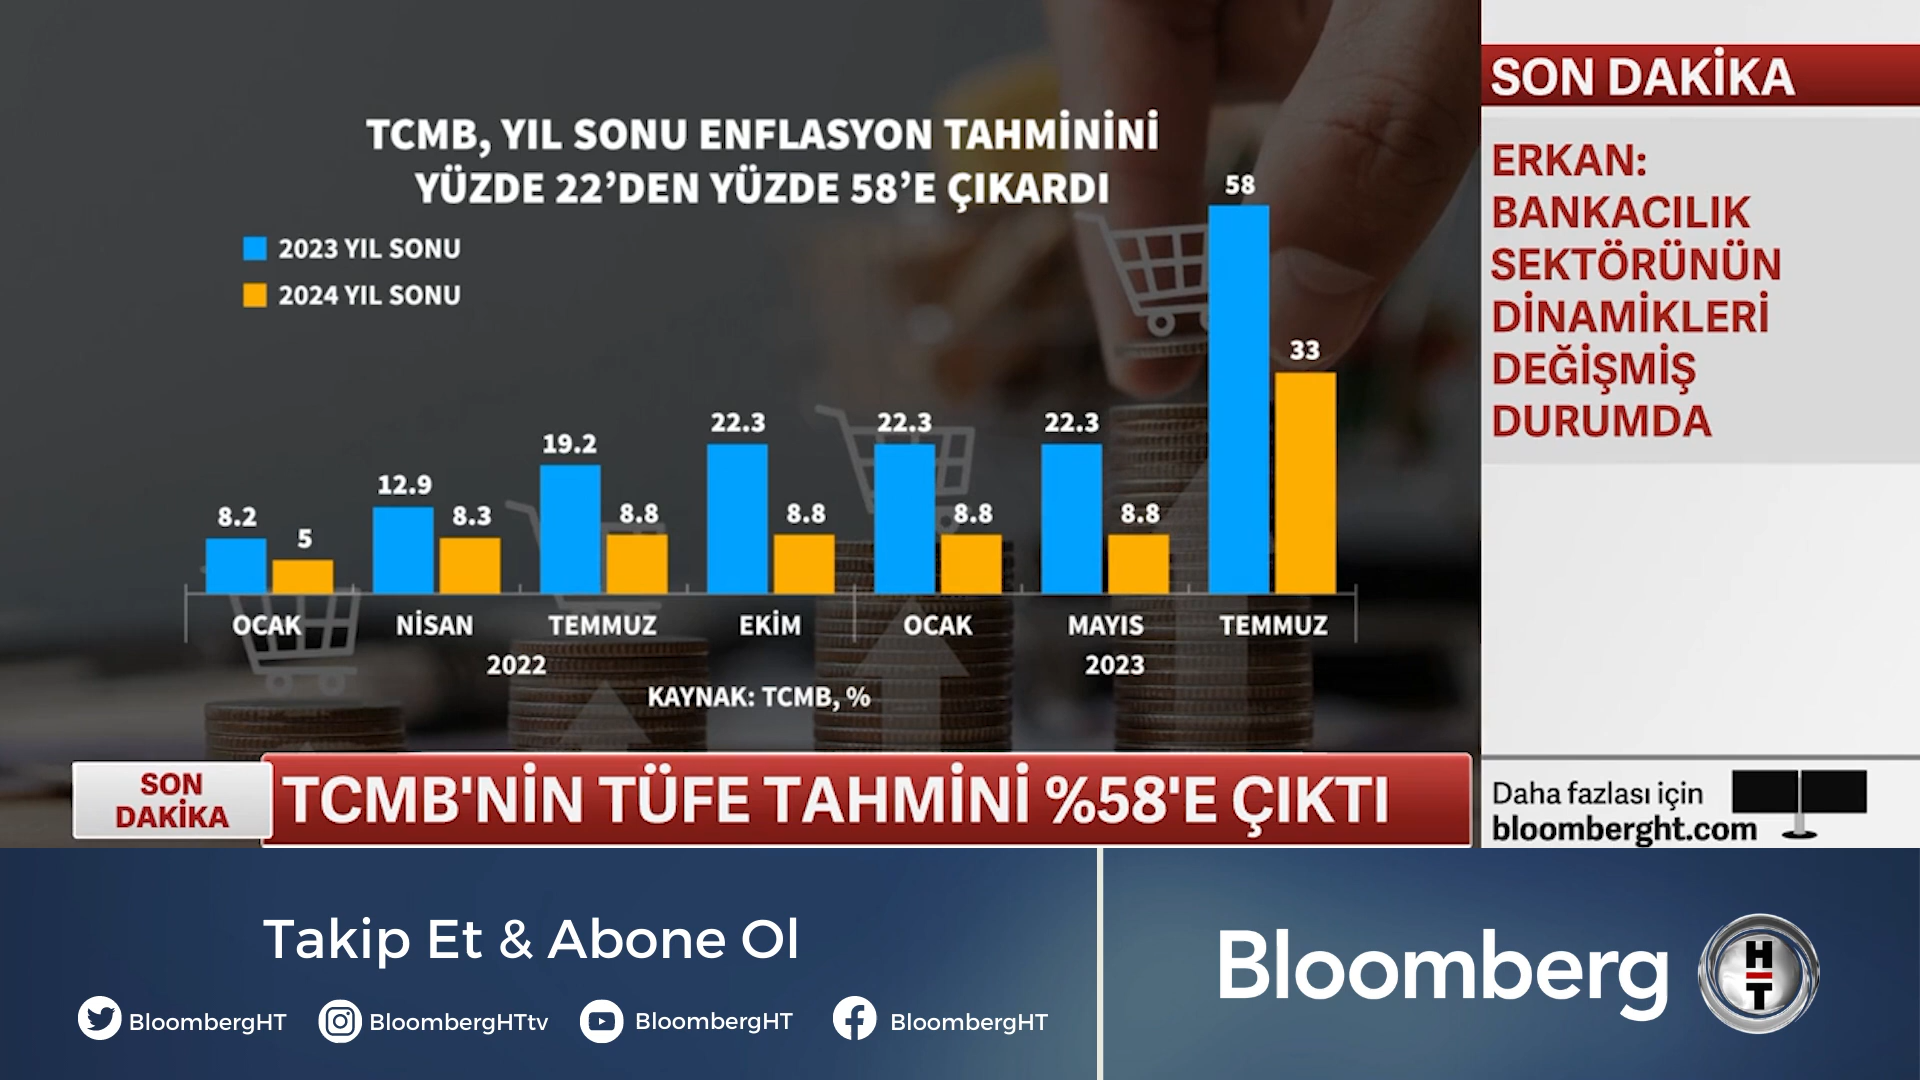 TCMB, YIL SONU ENFLASYON TAHMİNİNİ
YÜZDE 22’DEN YÜZDE 58’E ÇIKARDI
2023 YIL SONU
2024 YIL SONU
8.2
5
12.9
8.3
19.2
8.8
22.3
8.8
22.3
8.8
22.3
8.8
58
33
OCAK
NİSAN
TEMMUZ
EKİM
OCAK
MAYIS
TEMMUZ
2022
2023
KAYNAK: TCMB, %
SON DAKİKA
ERKAN:
BANKACILIK
SEKTÖRÜNÜN
DİNAMİKLERİ
DEĞİŞMİŞ
DURUMDA
SON
DAKİKA
TCMB'NİN TÜFE TAHMİNİ %58'E ÇIKTI
Daha fazlası için
bloomberght.com
Takip Et & Abone Ol
BloombergHT
BloombergHTtv
BloombergHT
BloombergHT
Bloomberg
H
T